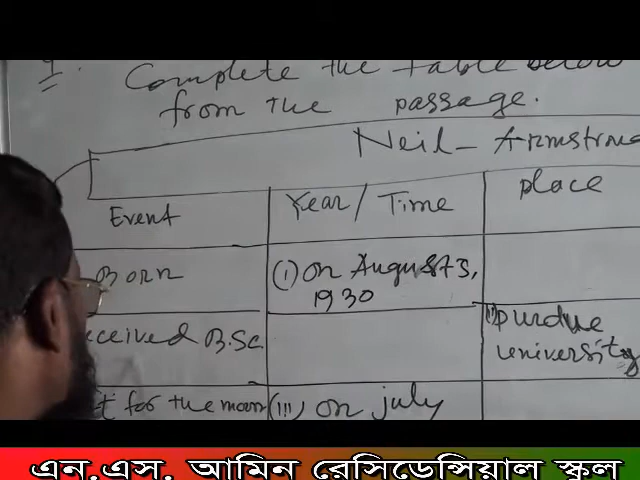 Complete the table below
from the passage.
Neil-Armstrong
Event Year/Time place
Born (i) on August 5,
1930
received B.Sc. (ii) purdue
university
for the moon (iii) on july
এন.এস. আমিন রেসিডেন্সিয়াল স্কুল